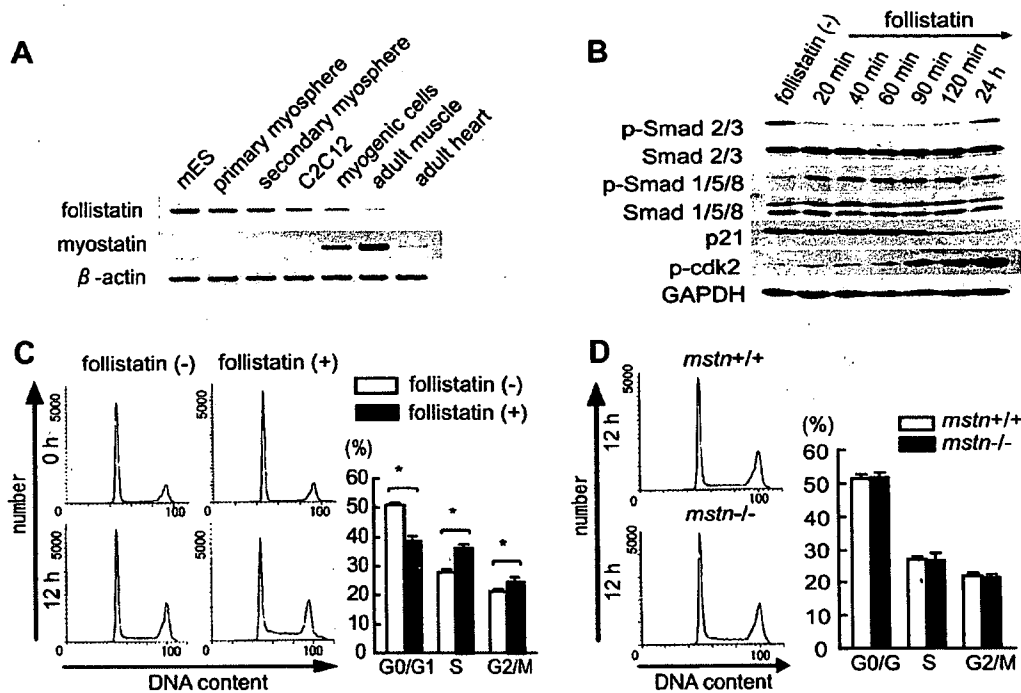 A
mES
primary myosphere
secondary myosphere
C2C12
myogenic cells
adult muscle
adult heart
follistatin
myostatin
β-actin
B
follistatin
follistatin (-)
20 min
40 min
60 min
90 min
120 min
24 h
p-Smad 2/3
Smad 2/3
p-Smad 1/5/8
Smad 1/5/8
p21
p-cdk2
GAPDH
C
follistatin (-)
follistatin (+)
number
0 h
12 h
5000
0
100
5000
0
100
5000
0
100
5000
0
100
DNA content
follistatin (-)
follistatin (+)
(%)
60
50
40
30
20
10
0
*
*
*
G0/G1 S G2/M
D
mstn+/+
number
12 h
5000
0
100
mstn-/-
12 h
5000
0
100
DNA content
mstn+/+
mstn-/-
(%)
60
50
40
30
20
10
0
G0/G S G2/M